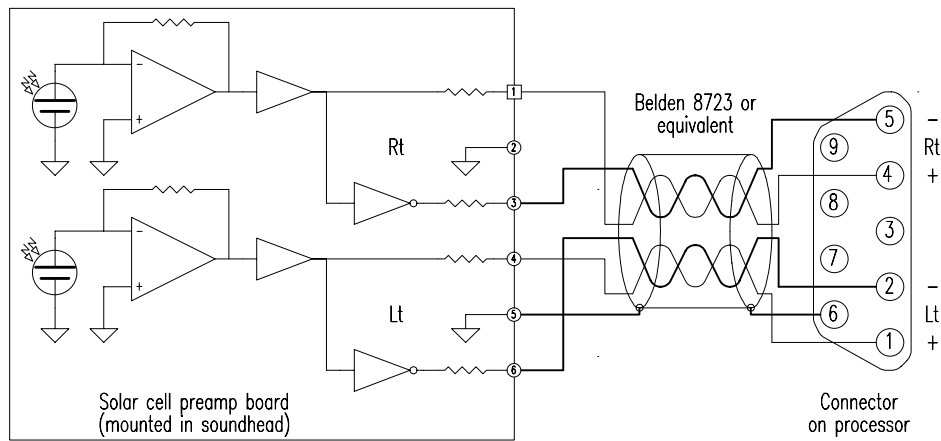 Belden 8723 or
equivalent
Rt
Lt
1
2
3
4
5
6
5
9
4
8
3
7
2
6
1
−
Rt
+
−
Lt
+
−
+
−
+
Solar cell preamp board
(mounted in soundhead)
Connector
on processor